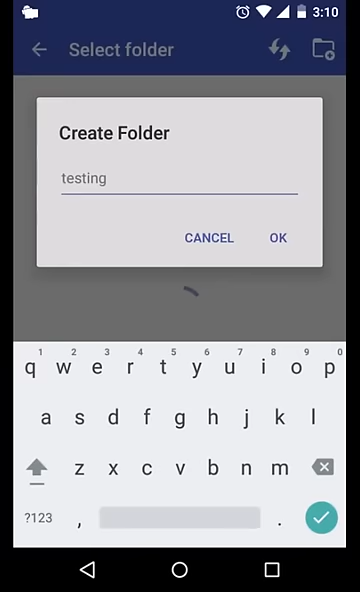 3:10
Select folder
Create Folder
testing
CANCEL OK
1 2 3 4 5 6 7 8 9 0
q w e r t y u i o p
a s d f g h j k l
z x c v b n m
?123 , .